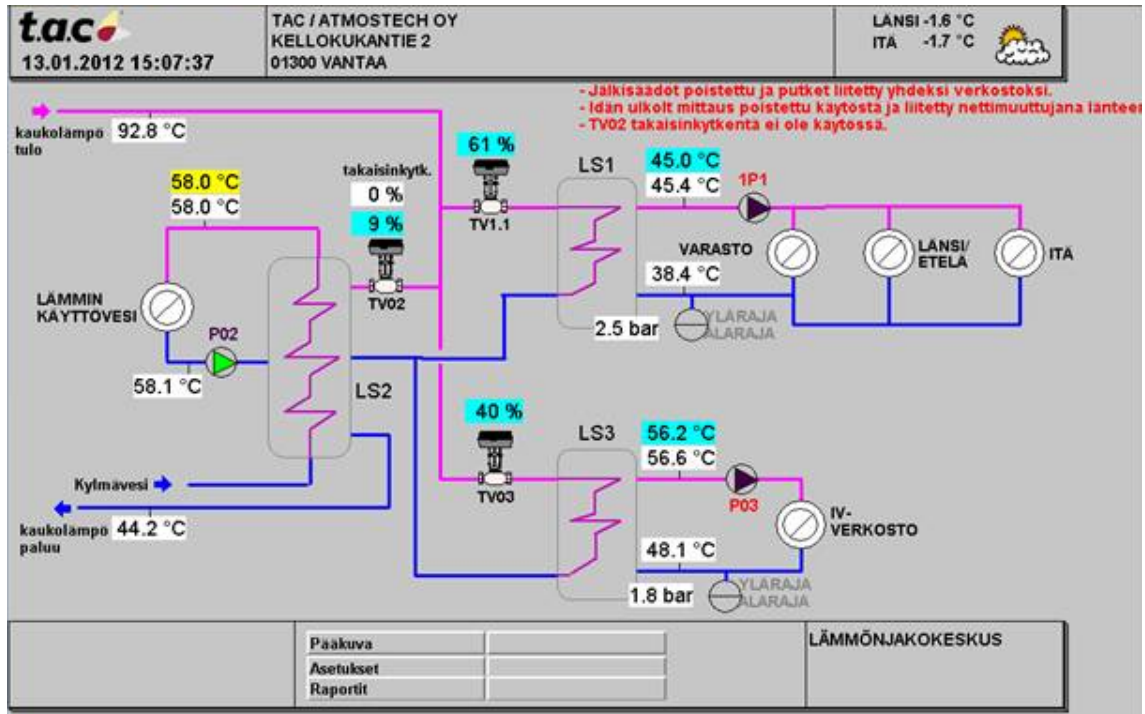 t.a.c
13.01.2012 15:07:37
TAC / ATMOSTECH OY
KELLOKUKANTIE 2
01300 VANTAA
LÄNSI -1.6 °C
ITÄ -1.7 °C
- Jälkisäädöt poistettu ja putket liitetty yhdeksi verkostoksi.
- Idän ulkolt mittaus poistettu käytöstä ja liitetty nettimuuttujana länteen
- TV02 takaisinkytkentä ei ole käytössä.
kaukolämpö
tulo
92.8 °C
58.0 °C
58.0 °C
takaisinkytk.
0 %
9 %
TV02
61 %
TV1.1
LS1
45.0 °C
45.4 °C
1P1
VARASTO
LÄNSI/
ETELÄ
ITÄ
38.4 °C
2.5 bar
YLÄRAJA
ALARAJA
LÄMMIN
KÄYTTÖVESI
P02
58.1 °C
LS2
40 %
TV03
LS3
56.2 °C
56.6 °C
P03
IV-
VERKOSTO
48.1 °C
1.8 bar
YLÄRAJA
ALARAJA
Kylmävesi
kaukolämpö
paluu
44.2 °C
Pääkuva
Asetukset
Raportit
LÄMMÖNJAKOKESKUS